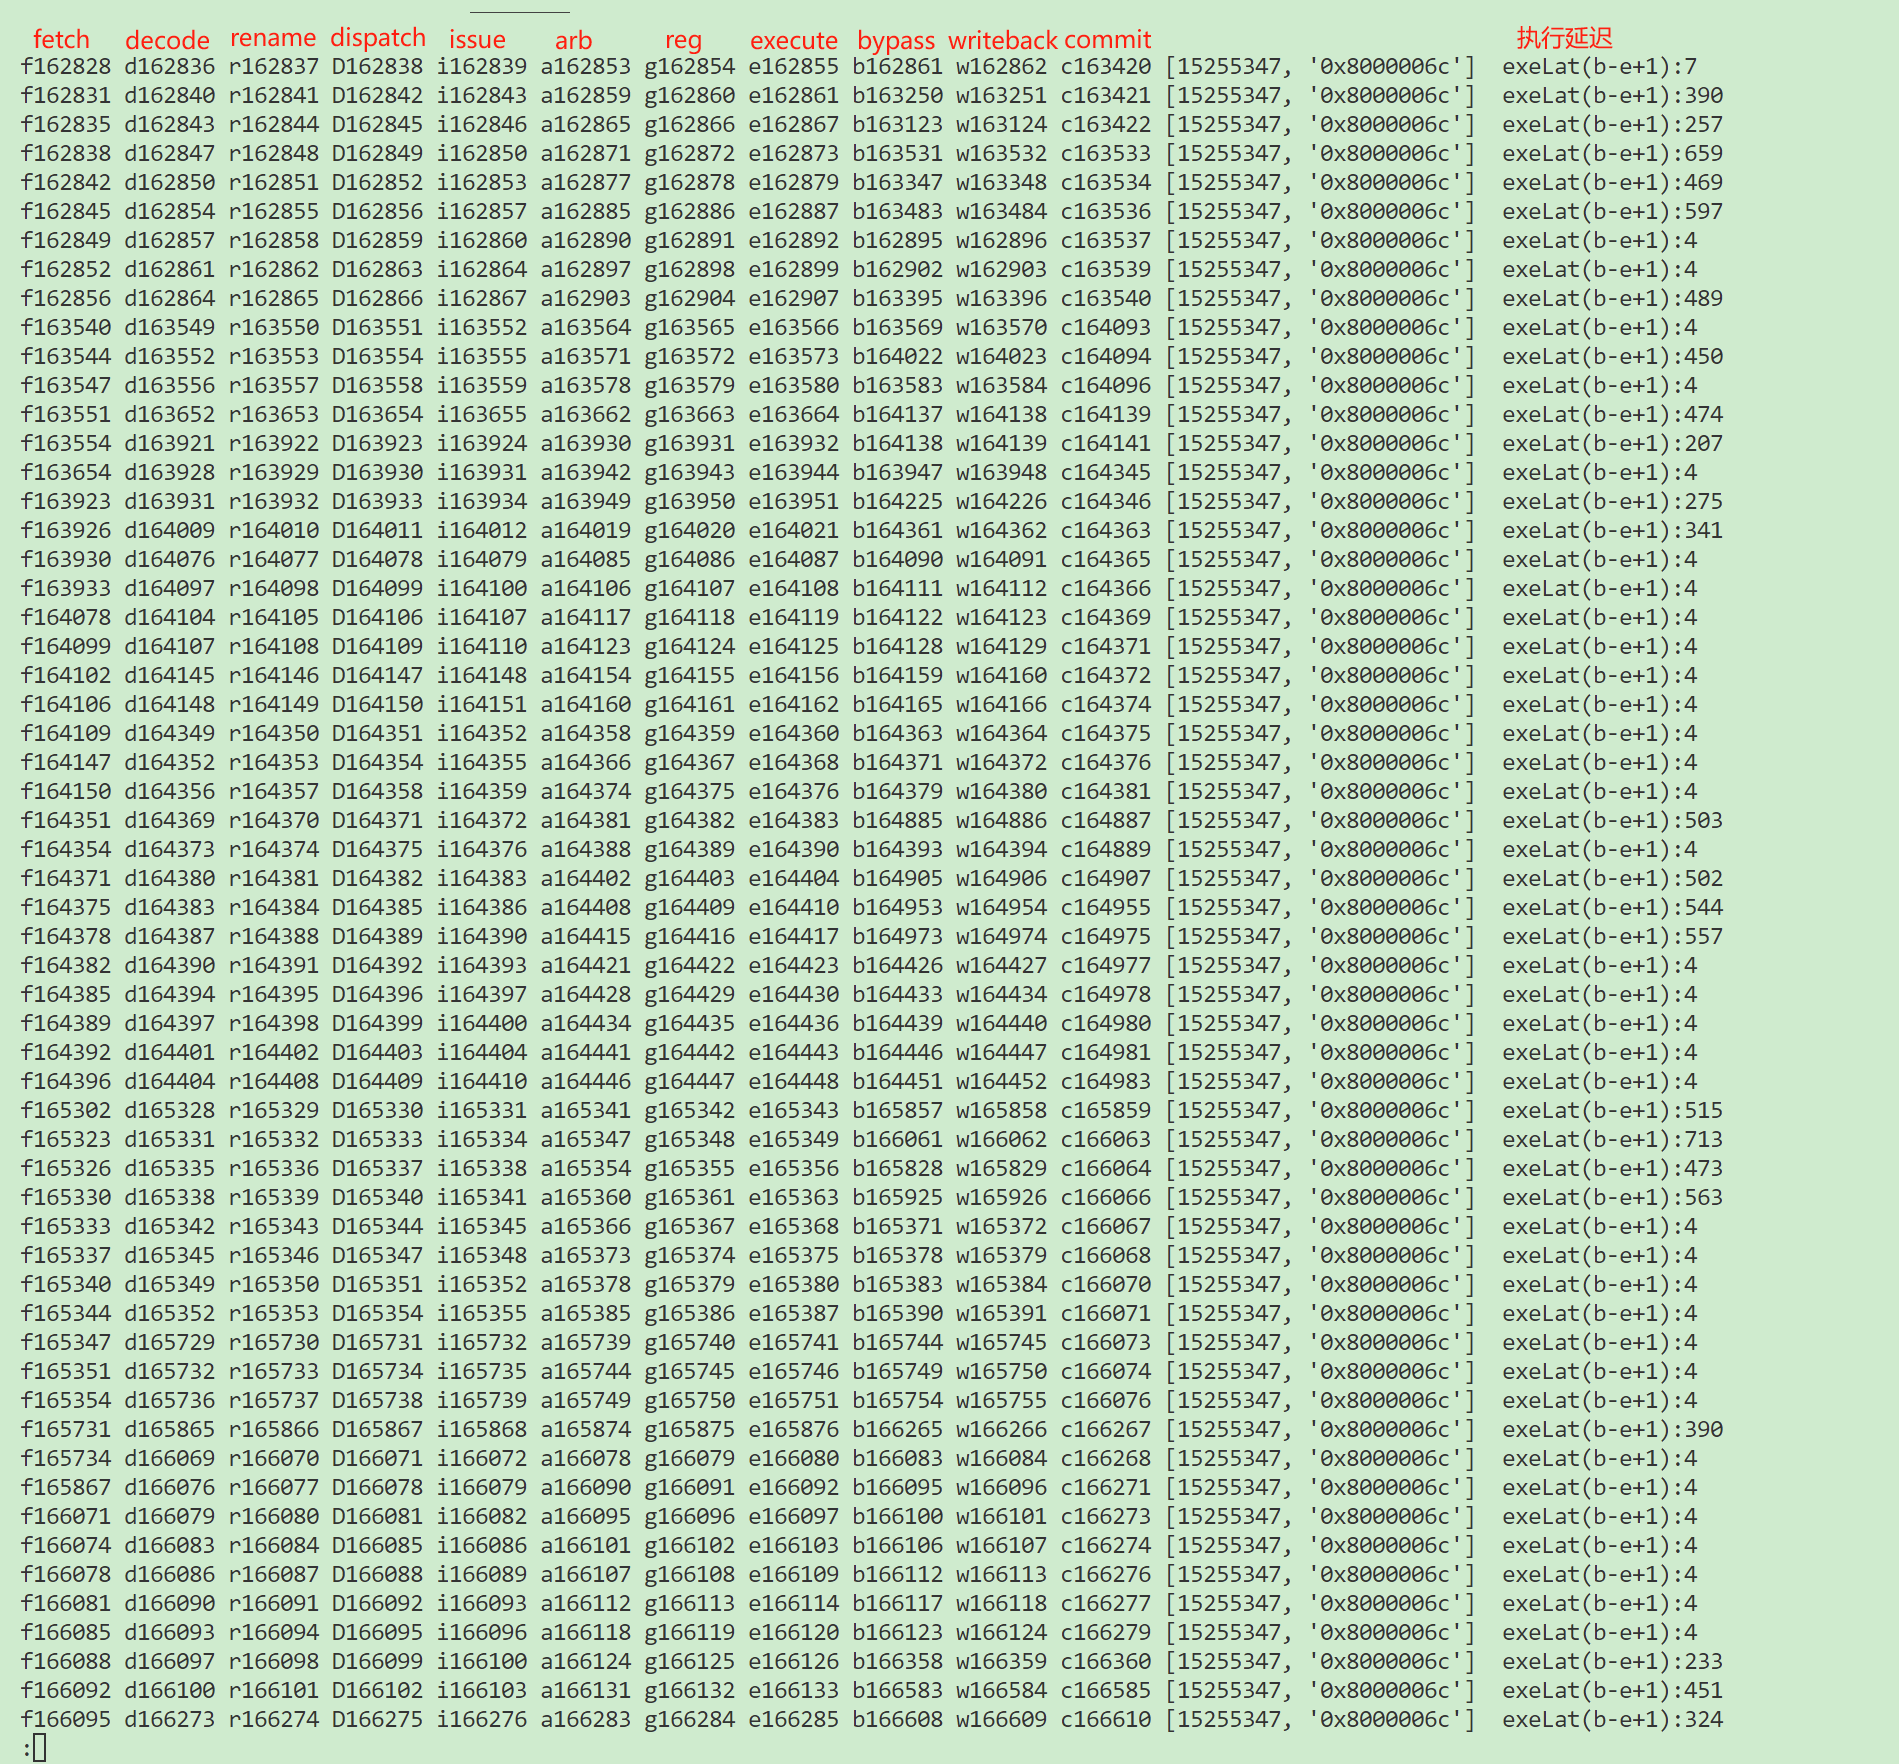 fetch decode rename dispatch issue arb reg execute bypass writeback commit 执行延迟
f162828 d162836 r162837 D162838 i162839 a162853 g162854 e162855 b162861 w162862 c163420 [15255347, '0x8000006c'] exeLat(b-e+1):7
f162831 d162840 r162841 D162842 i162843 a162859 g162860 e162861 b163250 w163251 c163421 [15255347, '0x8000006c'] exeLat(b-e+1):390
f162835 d162843 r162844 D162845 i162846 a162865 g162866 e162867 b163123 w163124 c163422 [15255347, '0x8000006c'] exeLat(b-e+1):257
f162838 d162847 r162848 D162849 i162850 a162871 g162872 e162873 b163531 w163532 c163533 [15255347, '0x8000006c'] exeLat(b-e+1):659
f162842 d162850 r162851 D162852 i162853 a162877 g162878 e162879 b163347 w163348 c163534 [15255347, '0x8000006c'] exeLat(b-e+1):469
f162845 d162854 r162855 D162856 i162857 a162885 g162886 e162887 b163483 w163484 c163536 [15255347, '0x8000006c'] exeLat(b-e+1):597
f162849 d162857 r162858 D162859 i162860 a162890 g162891 e162892 b162895 w162896 c163537 [15255347, '0x8000006c'] exeLat(b-e+1):4
f162852 d162861 r162862 D162863 i162864 a162897 g162898 e162899 b162902 w162903 c163539 [15255347, '0x8000006c'] exeLat(b-e+1):4
f162856 d162864 r162865 D162866 i162867 a162903 g162904 e162907 b163395 w163396 c163540 [15255347, '0x8000006c'] exeLat(b-e+1):489
f163540 d163549 r163550 D163551 i163552 a163564 g163565 e163566 b163569 w163570 c164093 [15255347, '0x8000006c'] exeLat(b-e+1):4
f163544 d163552 r163553 D163554 i163555 a163571 g163572 e163573 b164022 w164023 c164094 [15255347, '0x8000006c'] exeLat(b-e+1):450
f163547 d163556 r163557 D163558 i163559 a163578 g163579 e163580 b163583 w163584 c164096 [15255347, '0x8000006c'] exeLat(b-e+1):4
f163551 d163652 r163653 D163654 i163655 a163662 g163663 e163664 b164137 w164138 c164139 [15255347, '0x8000006c'] exeLat(b-e+1):474
f163554 d163921 r163922 D163923 i163924 a163930 g163931 e163932 b164138 w164139 c164141 [15255347, '0x8000006c'] exeLat(b-e+1):207
f163654 d163928 r163929 D163930 i163931 a163942 g163943 e163944 b163947 w163948 c164345 [15255347, '0x8000006c'] exeLat(b-e+1):4
f163923 d163931 r163932 D163933 i163934 a163949 g163950 e163951 b164225 w164226 c164346 [15255347, '0x8000006c'] exeLat(b-e+1):275
f163926 d164009 r164010 D164011 i164012 a164019 g164020 e164021 b164361 w164362 c164363 [15255347, '0x8000006c'] exeLat(b-e+1):341
f163930 d164076 r164077 D164078 i164079 a164085 g164086 e164087 b164090 w164091 c164365 [15255347, '0x8000006c'] exeLat(b-e+1):4
f163933 d164097 r164098 D164099 i164100 a164106 g164107 e164108 b164111 w164112 c164366 [15255347, '0x8000006c'] exeLat(b-e+1):4
f164078 d164104 r164105 D164106 i164107 a164117 g164118 e164119 b164122 w164123 c164369 [15255347, '0x8000006c'] exeLat(b-e+1):4
f164099 d164107 r164108 D164109 i164110 a164123 g164124 e164125 b164128 w164129 c164371 [15255347, '0x8000006c'] exeLat(b-e+1):4
f164102 d164145 r164146 D164147 i164148 a164154 g164155 e164156 b164159 w164160 c164372 [15255347, '0x8000006c'] exeLat(b-e+1):4
f164106 d164148 r164149 D164150 i164151 a164160 g164161 e164162 b164165 w164166 c164374 [15255347, '0x8000006c'] exeLat(b-e+1):4
f164109 d164349 r164350 D164351 i164352 a164358 g164359 e164360 b164363 w164364 c164375 [15255347, '0x8000006c'] exeLat(b-e+1):4
f164147 d164352 r164353 D164354 i164355 a164366 g164367 e164368 b164371 w164372 c164376 [15255347, '0x8000006c'] exeLat(b-e+1):4
f164150 d164356 r164357 D164358 i164359 a164374 g164375 e164376 b164379 w164380 c164381 [15255347, '0x8000006c'] exeLat(b-e+1):4
f164351 d164369 r164370 D164371 i164372 a164381 g164382 e164383 b164885 w164886 c164887 [15255347, '0x8000006c'] exeLat(b-e+1):503
f164354 d164373 r164374 D164375 i164376 a164388 g164389 e164390 b164393 w164394 c164889 [15255347, '0x8000006c'] exeLat(b-e+1):4
f164371 d164380 r164381 D164382 i164383 a164402 g164403 e164404 b164905 w164906 c164907 [15255347, '0x8000006c'] exeLat(b-e+1):502
f164375 d164383 r164384 D164385 i164386 a164408 g164409 e164410 b164953 w164954 c164955 [15255347, '0x8000006c'] exeLat(b-e+1):544
f164378 d164387 r164388 D164389 i164390 a164415 g164416 e164417 b164973 w164974 c164975 [15255347, '0x8000006c'] exeLat(b-e+1):557
f164382 d164390 r164391 D164392 i164393 a164421 g164422 e164423 b164426 w164427 c164977 [15255347, '0x8000006c'] exeLat(b-e+1):4
f164385 d164394 r164395 D164396 i164397 a164428 g164429 e164430 b164433 w164434 c164978 [15255347, '0x8000006c'] exeLat(b-e+1):4
f164389 d164397 r164398 D164399 i164400 a164434 g164435 e164436 b164439 w164440 c164980 [15255347, '0x8000006c'] exeLat(b-e+1):4
f164392 d164401 r164402 D164403 i164404 a164441 g164442 e164443 b164446 w164447 c164981 [15255347, '0x8000006c'] exeLat(b-e+1):4
f164396 d164404 r164408 D164409 i164410 a164446 g164447 e164448 b164451 w164452 c164983 [15255347, '0x8000006c'] exeLat(b-e+1):4
f165302 d165328 r165329 D165330 i165331 a165341 g165342 e165343 b165857 w165858 c165859 [15255347, '0x8000006c'] exeLat(b-e+1):515
f165323 d165331 r165332 D165333 i165334 a165347 g165348 e165349 b166061 w166062 c166063 [15255347, '0x8000006c'] exeLat(b-e+1):713
f165326 d165335 r165336 D165337 i165338 a165354 g165355 e165356 b165828 w165829 c166064 [15255347, '0x8000006c'] exeLat(b-e+1):473
f165330 d165338 r165339 D165340 i165341 a165360 g165361 e165363 b165925 w165926 c166066 [15255347, '0x8000006c'] exeLat(b-e+1):563
f165333 d165342 r165343 D165344 i165345 a165366 g165367 e165368 b165371 w165372 c166067 [15255347, '0x8000006c'] exeLat(b-e+1):4
f165337 d165345 r165346 D165347 i165348 a165373 g165374 e165375 b165378 w165379 c166068 [15255347, '0x8000006c'] exeLat(b-e+1):4
f165340 d165349 r165350 D165351 i165352 a165378 g165379 e165380 b165383 w165384 c166070 [15255347, '0x8000006c'] exeLat(b-e+1):4
f165344 d165352 r165353 D165354 i165355 a165385 g165386 e165387 b165390 w165391 c166071 [15255347, '0x8000006c'] exeLat(b-e+1):4
f165347 d165729 r165730 D165731 i165732 a165739 g165740 e165741 b165744 w165745 c166073 [15255347, '0x8000006c'] exeLat(b-e+1):4
f165351 d165732 r165733 D165734 i165735 a165744 g165745 e165746 b165749 w165750 c166074 [15255347, '0x8000006c'] exeLat(b-e+1):4
f165354 d165736 r165737 D165738 i165739 a165749 g165750 e165751 b165754 w165755 c166076 [15255347, '0x8000006c'] exeLat(b-e+1):4
f165731 d165865 r165866 D165867 i165868 a165874 g165875 e165876 b166265 w166266 c166267 [15255347, '0x8000006c'] exeLat(b-e+1):390
f165734 d166069 r166070 D166071 i166072 a166078 g166079 e166080 b166083 w166084 c166268 [15255347, '0x8000006c'] exeLat(b-e+1):4
f165867 d166076 r166077 D166078 i166079 a166090 g166091 e166092 b166095 w166096 c166271 [15255347, '0x8000006c'] exeLat(b-e+1):4
f166071 d166079 r166080 D166081 i166082 a166095 g166096 e166097 b166100 w166101 c166273 [15255347, '0x8000006c'] exeLat(b-e+1):4
f166074 d166083 r166084 D166085 i166086 a166101 g166102 e166103 b166106 w166107 c166274 [15255347, '0x8000006c'] exeLat(b-e+1):4
f166078 d166086 r166087 D166088 i166089 a166107 g166108 e166109 b166112 w166113 c166276 [15255347, '0x8000006c'] exeLat(b-e+1):4
f166081 d166090 r166091 D166092 i166093 a166112 g166113 e166114 b166117 w166118 c166277 [15255347, '0x8000006c'] exeLat(b-e+1):4
f166085 d166093 r166094 D166095 i166096 a166118 g166119 e166120 b166123 w166124 c166279 [15255347, '0x8000006c'] exeLat(b-e+1):4
f166088 d166097 r166098 D166099 i166100 a166124 g166125 e166126 b166358 w166359 c166360 [15255347, '0x8000006c'] exeLat(b-e+1):233
f166092 d166100 r166101 D166102 i166103 a166131 g166132 e166133 b166583 w166584 c166585 [15255347, '0x8000006c'] exeLat(b-e+1):451
f166095 d166273 r166274 D166275 i166276 a166283 g166284 e166285 b166608 w166609 c166610 [15255347, '0x8000006c'] exeLat(b-e+1):324
: